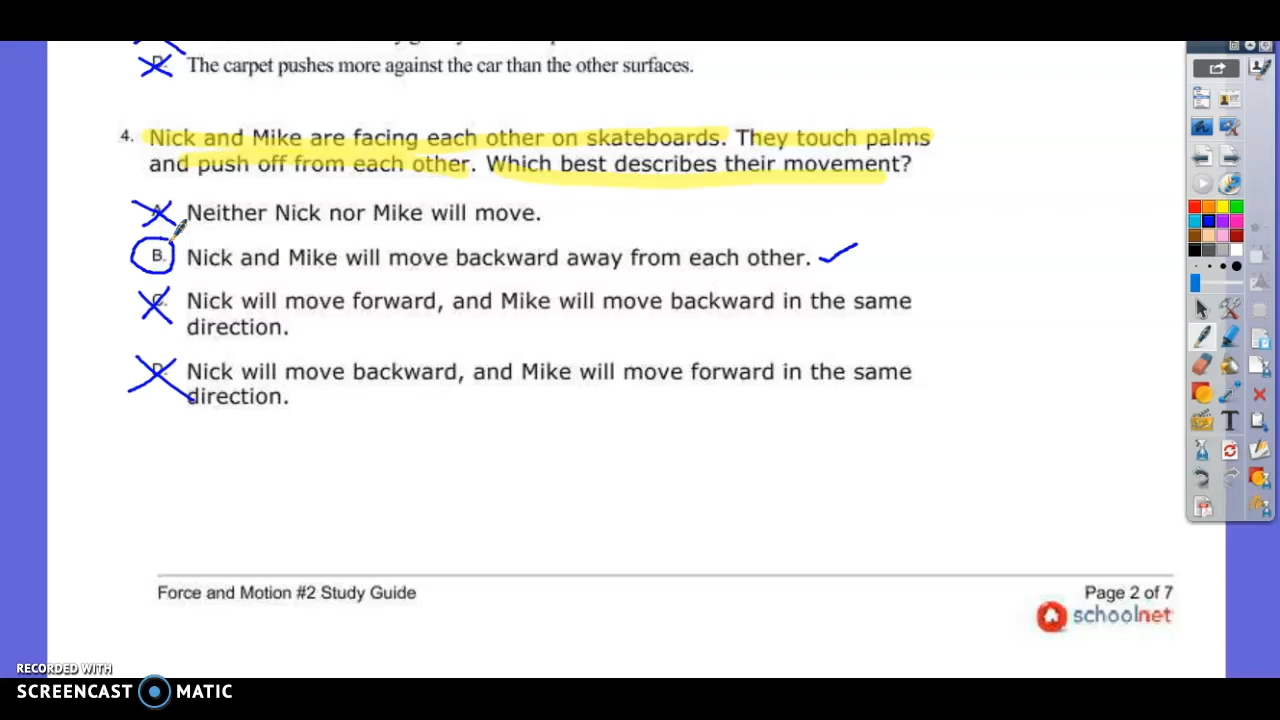 The carpet pushes more against the car than the other surfaces.
4. Nick and Mike are facing each other on skateboards. They touch palms
and push off from each other. Which best describes their movement?
Neither Nick nor Mike will move.
B. Nick and Mike will move backward away from each other.
Nick will move forward, and Mike will move backward in the same
direction.
Nick will move backward, and Mike will move forward in the same
direction.
Force and Motion #2 Study Guide
Page 2 of 7
schoolnet
RECORDED WITH
SCREENCAST MATIC